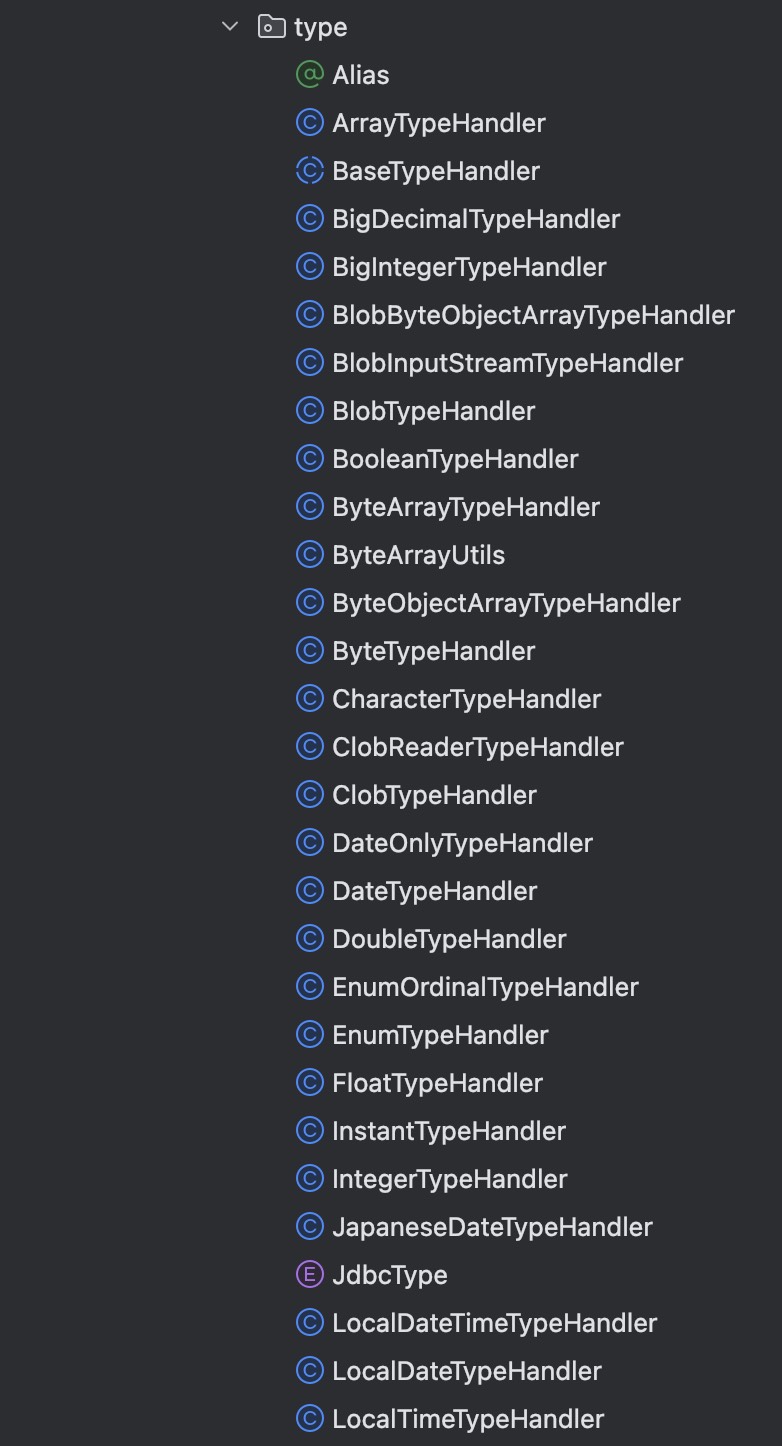 type
Alias
ArrayTypeHandler
BaseTypeHandler
BigDecimalTypeHandler
BigIntegerTypeHandler
BlobByteObjectArrayTypeHandler
BlobInputStreamTypeHandler
BlobTypeHandler
BooleanTypeHandler
ByteArrayTypeHandler
ByteArrayUtils
ByteObjectArrayTypeHandler
ByteTypeHandler
CharacterTypeHandler
ClobReaderTypeHandler
ClobTypeHandler
DateOnlyTypeHandler
DateTypeHandler
DoubleTypeHandler
EnumOrdinalTypeHandler
EnumTypeHandler
FloatTypeHandler
InstantTypeHandler
IntegerTypeHandler
JapaneseDateTypeHandler
JdbcType
LocalDateTimeTypeHandler
LocalDateTypeHandler
LocalTimeTypeHandler